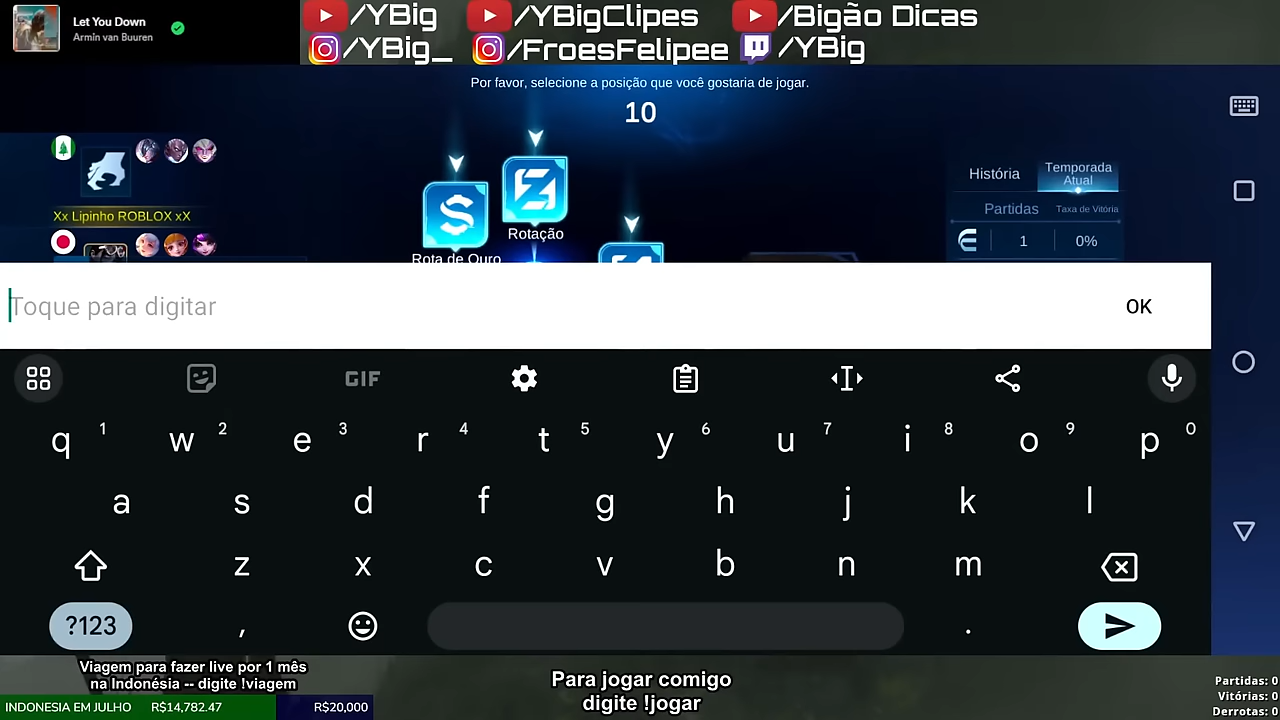 Let You Down
Armin van Buuren
/YBig
/YBigClipes
/Bigão Dicas
/YBig_
/FroesFelipee
/YBig
Por favor, selecione a posição que você gostaria de jogar.
10
Xx Lipinho ROBLOX xX
Rotação
Rota de Ouro
História
Temporada
Atual
Partidas
Taxa de Vitória
1
0%
Toque para digitar
OK
GIF
q 1 w 2 e 3 r 4 t 5 y 6 u 7 i 8 o 9 p 0
a s d f g h j k l
z x c v b n m
?123 , .
Viagem para fazer live por 1 mês
na Indonésia -- digite !viagem
INDONESIA EM JULHO R$14,782.47 R$20,000
Para jogar comigo
digite !jogar
Partidas: 0
Vitórias: 0
Derrotas: 0